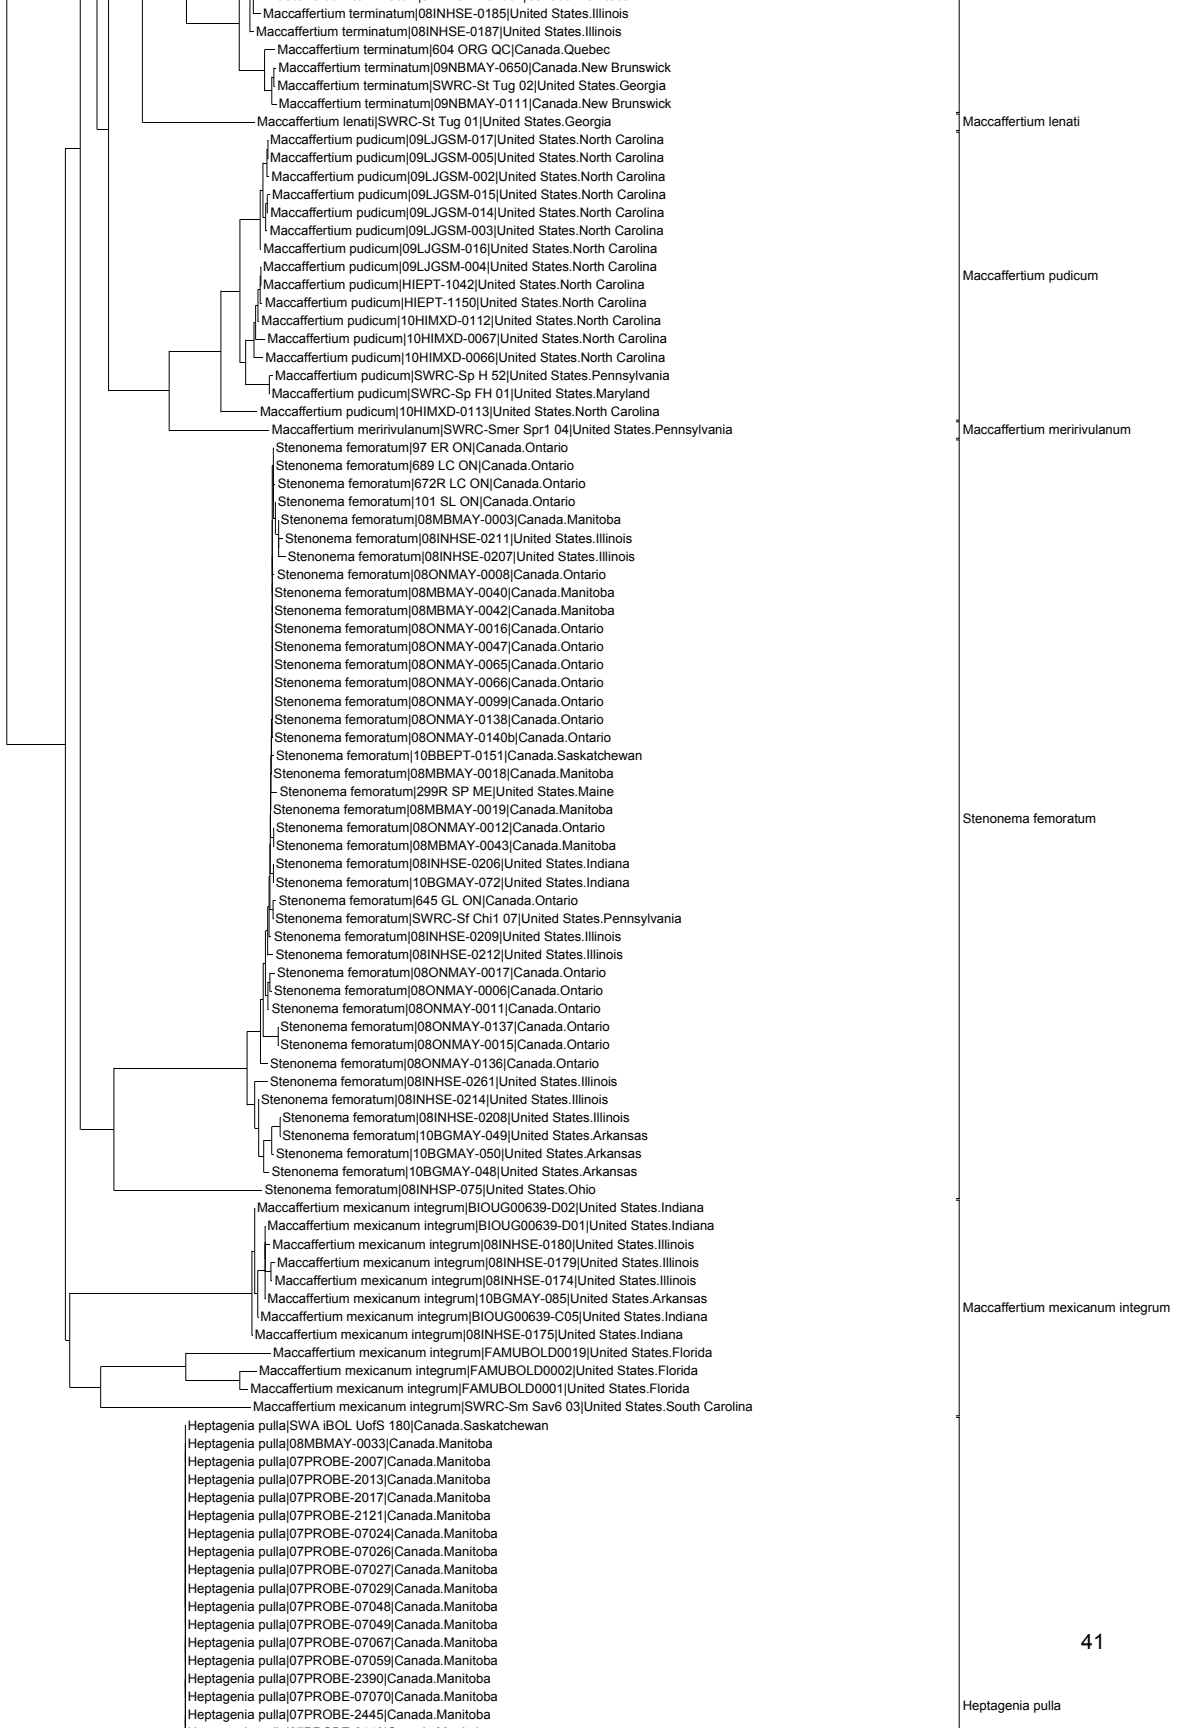 Maccaffertium terminatum|08INHSE-0185|United States.Illinois
Maccaffertium terminatum|08INHSE-0187|United States.Illinois
Maccaffertium terminatum|604 ORG QC|Canada.Quebec
Maccaffertium terminatum|09NBMAY-0650|Canada.New Brunswick
Maccaffertium terminatum|SWRC-St Tug 02|United States.Georgia
Maccaffertium terminatum|09NBMAY-0111|Canada.New Brunswick
Maccaffertium lenati|SWRC-St Tug 01|United States.Georgia
Maccaffertium lenati
Maccaffertium pudicum|09LJGSM-017|United States.North Carolina
Maccaffertium pudicum|09LJGSM-005|United States.North Carolina
Maccaffertium pudicum|09LJGSM-002|United States.North Carolina
Maccaffertium pudicum|09LJGSM-015|United States.North Carolina
Maccaffertium pudicum|09LJGSM-014|United States.North Carolina
Maccaffertium pudicum|09LJGSM-003|United States.North Carolina
Maccaffertium pudicum|09LJGSM-016|United States.North Carolina
Maccaffertium pudicum|09LJGSM-004|United States.North Carolina
Maccaffertium pudicum
Maccaffertium pudicum|HIEPT-1042|United States.North Carolina
Maccaffertium pudicum|HIEPT-1150|United States.North Carolina
Maccaffertium pudicum|10HIMXD-0112|United States.North Carolina
Maccaffertium pudicum|10HIMXD-0067|United States.North Carolina
Maccaffertium pudicum|10HIMXD-0066|United States.North Carolina
Maccaffertium pudicum|SWRC-Sp H 52|United States.Pennsylvania
Maccaffertium pudicum|SWRC-Sp FH 01|United States.Maryland
Maccaffertium pudicum|10HIMXD-0113|United States.North Carolina
Maccaffertium meririvulanum|SWRC-Smer Spr1 04|United States.Pennsylvania
Maccaffertium meririvulanum
Stenonema femoratum|97 ER ON|Canada.Ontario
Stenonema femoratum|689 LC ON|Canada.Ontario
Stenonema femoratum|672R LC ON|Canada.Ontario
Stenonema femoratum|101 SL ON|Canada.Ontario
Stenonema femoratum|08MBMAY-0003|Canada.Manitoba
Stenonema femoratum|08INHSE-0211|United States.Illinois
Stenonema femoratum|08INHSE-0207|United States.Illinois
Stenonema femoratum|08ONMAY-0008|Canada.Ontario
Stenonema femoratum|08MBMAY-0040|Canada.Manitoba
Stenonema femoratum|08MBMAY-0042|Canada.Manitoba
Stenonema femoratum|08ONMAY-0016|Canada.Ontario
Stenonema femoratum|08ONMAY-0047|Canada.Ontario
Stenonema femoratum|08ONMAY-0065|Canada.Ontario
Stenonema femoratum|08ONMAY-0066|Canada.Ontario
Stenonema femoratum|08ONMAY-0099|Canada.Ontario
Stenonema femoratum|08ONMAY-0138|Canada.Ontario
Stenonema femoratum|08ONMAY-0140b|Canada.Ontario
Stenonema femoratum|10BBEPT-0151|Canada.Saskatchewan
Stenonema femoratum|08MBMAY-0018|Canada.Manitoba
Stenonema femoratum|299R SP ME|United States.Maine
Stenonema femoratum|08MBMAY-0019|Canada.Manitoba
Stenonema femoratum
Stenonema femoratum|08ONMAY-0012|Canada.Ontario
Stenonema femoratum|08MBMAY-0043|Canada.Manitoba
Stenonema femoratum|08INHSE-0206|United States.Indiana
Stenonema femoratum|10BGMAY-072|United States.Indiana
Stenonema femoratum|645 GL ON|Canada.Ontario
Stenonema femoratum|SWRC-Sf Chi1 07|United States.Pennsylvania
Stenonema femoratum|08INHSE-0209|United States.Illinois
Stenonema femoratum|08INHSE-0212|United States.Illinois
Stenonema femoratum|08ONMAY-0017|Canada.Ontario
Stenonema femoratum|08ONMAY-0006|Canada.Ontario
Stenonema femoratum|08ONMAY-0011|Canada.Ontario
Stenonema femoratum|08ONMAY-0137|Canada.Ontario
Stenonema femoratum|08ONMAY-0015|Canada.Ontario
Stenonema femoratum|08ONMAY-0136|Canada.Ontario
Stenonema femoratum|08INHSE-0261|United States.Illinois
Stenonema femoratum|08INHSE-0214|United States.Illinois
Stenonema femoratum|08INHSE-0208|United States.Illinois
Stenonema femoratum|10BGMAY-049|United States.Arkansas
Stenonema femoratum|10BGMAY-050|United States.Arkansas
Stenonema femoratum|10BGMAY-048|United States.Arkansas
Stenonema femoratum|08INHSP-075|United States.Ohio
Maccaffertium mexicanum integrum|BIOUG00639-D02|United States.Indiana
Maccaffertium mexicanum integrum|BIOUG00639-D01|United States.Indiana
Maccaffertium mexicanum integrum|08INHSE-0180|United States.Illinois
Maccaffertium mexicanum integrum|08INHSE-0179|United States.Illinois
Maccaffertium mexicanum integrum|08INHSE-0174|United States.Illinois
Maccaffertium mexicanum integrum|10BGMAY-085|United States.Arkansas
Maccaffertium mexicanum integrum
Maccaffertium mexicanum integrum|BIOUG00639-C05|United States.Indiana
Maccaffertium mexicanum integrum|08INHSE-0175|United States.Indiana
Maccaffertium mexicanum integrum|FAMUBOLD0019|United States.Florida
Maccaffertium mexicanum integrum|FAMUBOLD0002|United States.Florida
Maccaffertium mexicanum integrum|FAMUBOLD0001|United States.Florida
Maccaffertium mexicanum integrum|SWRC-Sm Sav6 03|United States.South Carolina
Heptagenia pulla|SWA iBOL UofS 180|Canada.Saskatchewan
Heptagenia pulla|08MBMAY-0033|Canada.Manitoba
Heptagenia pulla|07PROBE-2007|Canada.Manitoba
Heptagenia pulla|07PROBE-2013|Canada.Manitoba
Heptagenia pulla|07PROBE-2017|Canada.Manitoba
Heptagenia pulla|07PROBE-2121|Canada.Manitoba
Heptagenia pulla|07PROBE-07024|Canada.Manitoba
Heptagenia pulla|07PROBE-07026|Canada.Manitoba
Heptagenia pulla|07PROBE-07027|Canada.Manitoba
Heptagenia pulla|07PROBE-07029|Canada.Manitoba
Heptagenia pulla|07PROBE-07048|Canada.Manitoba
Heptagenia pulla|07PROBE-07049|Canada.Manitoba
Heptagenia pulla|07PROBE-07067|Canada.Manitoba
41
Heptagenia pulla|07PROBE-07059|Canada.Manitoba
Heptagenia pulla|07PROBE-2390|Canada.Manitoba
Heptagenia pulla|07PROBE-07070|Canada.Manitoba
Heptagenia pulla
Heptagenia pulla|07PROBE-2445|Canada.Manitoba